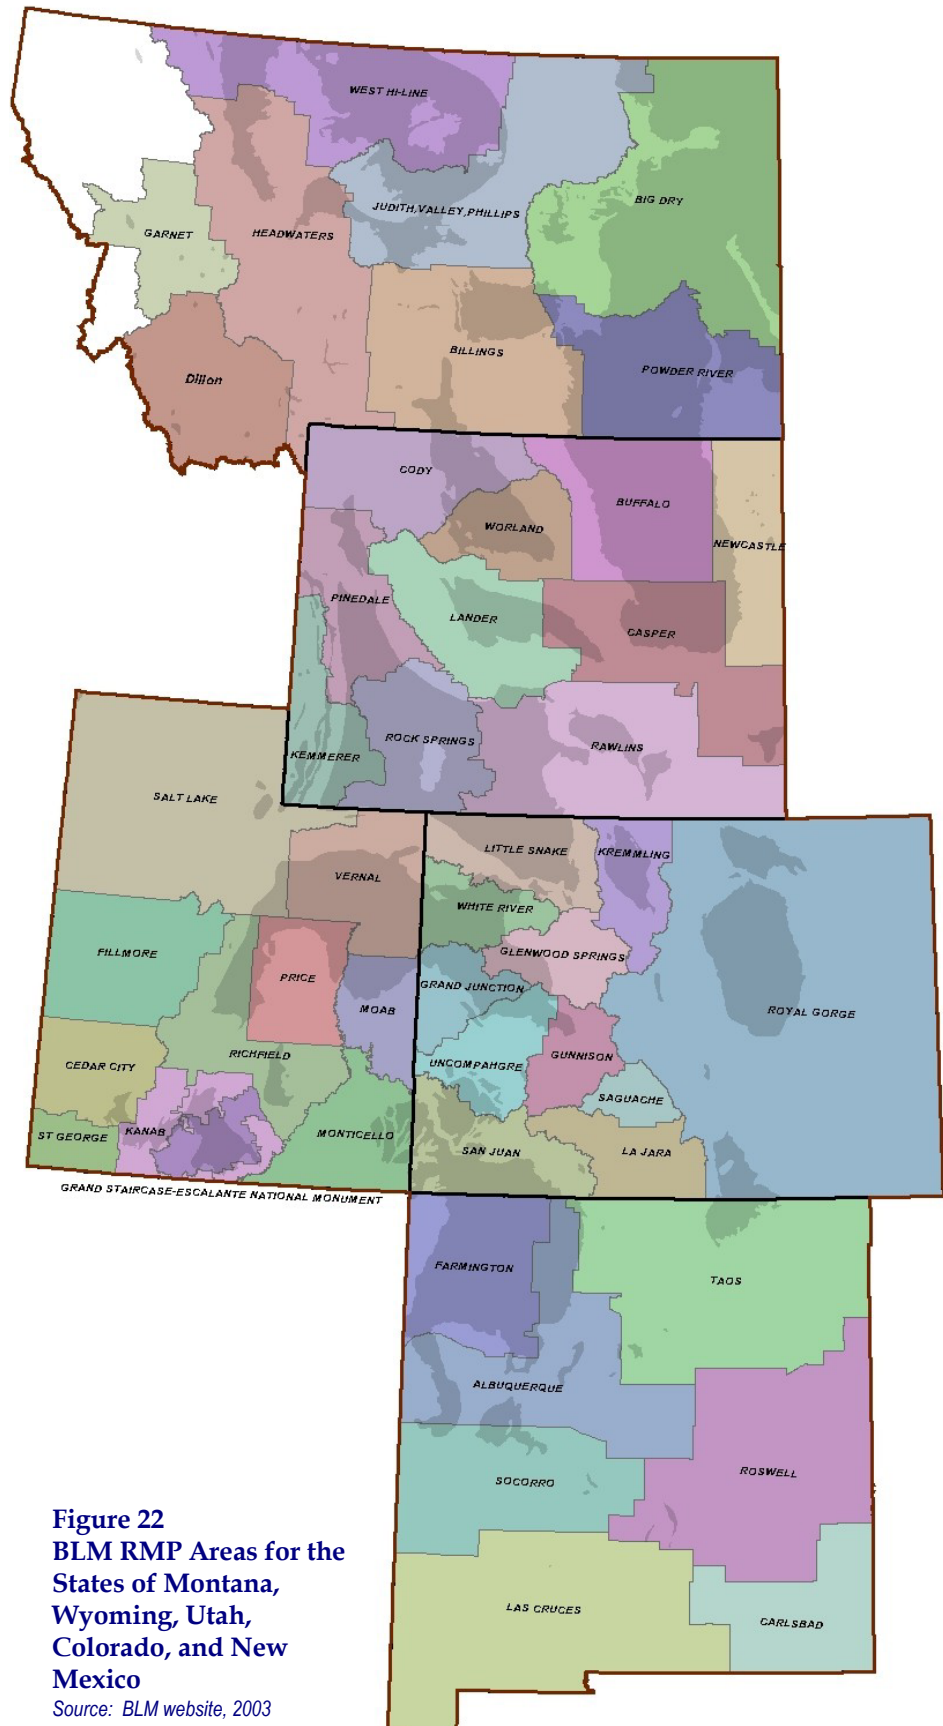 WEST HI-LINE
BIG DRY
JUDITH,VALLEY,PHILLIPS
GARNET
HEADWATERS
BILLINGS
POWDER RIVER
Dillon
CODY
BUFFALO
WORLAND
NEWCASTLE
PINEDALE
LANDER
CASPER
ROCK SPRINGS
RAWLINS
KEMMERER
SALT LAKE
LITTLE SNAKE
KREMMLING
VERNAL
WHITE RIVER
FILLMORE
GLENWOOD SPRINGS
PRICE
GRAND JUNCTION
MOAB
ROYAL GORGE
RICHFIELD
GUNNISON
CEDAR CITY
UNCOMPAHGRE
SAGUACHE
KANAB
ST GEORGE
MONTICELLO
SAN JUAN
LA JARA
GRAND STAIRCASE-ESCALANTE NATIONAL MONUMENT
FARMINGTON
TAOS
ALBUQUERQUE
ROSWELL
SOCORRO
LAS CRUCES
CARLSBAD
Figure 22
BLM RMP Areas for the
States of Montana,
Wyoming, Utah,
Colorado, and New
Mexico
Source: BLM website, 2003